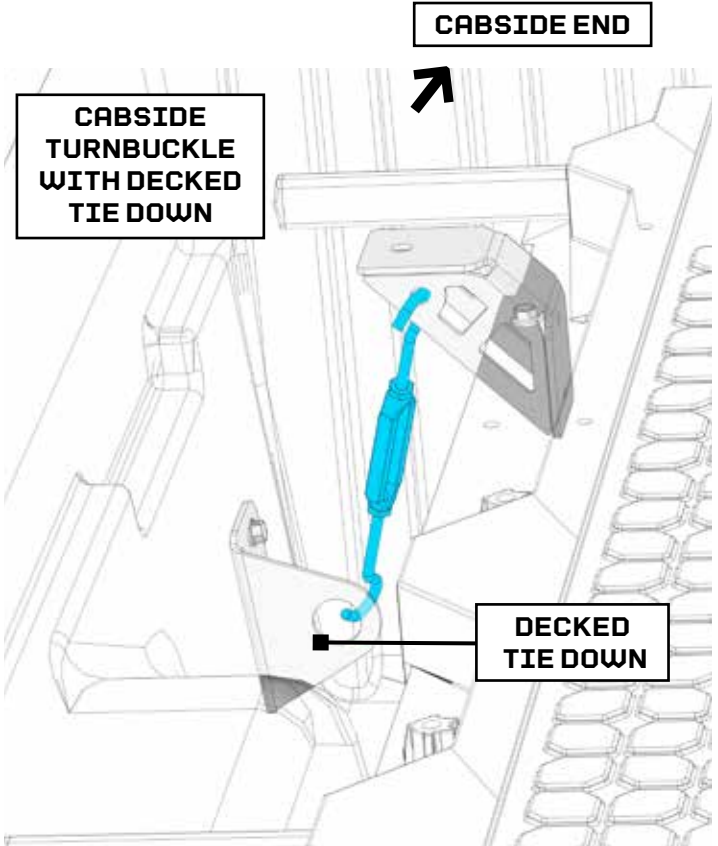 CABSIDE END
CABSIDE
TURNBUCKLE
WITH DECKED
TIE DOWN
DECKED
TIE DOWN